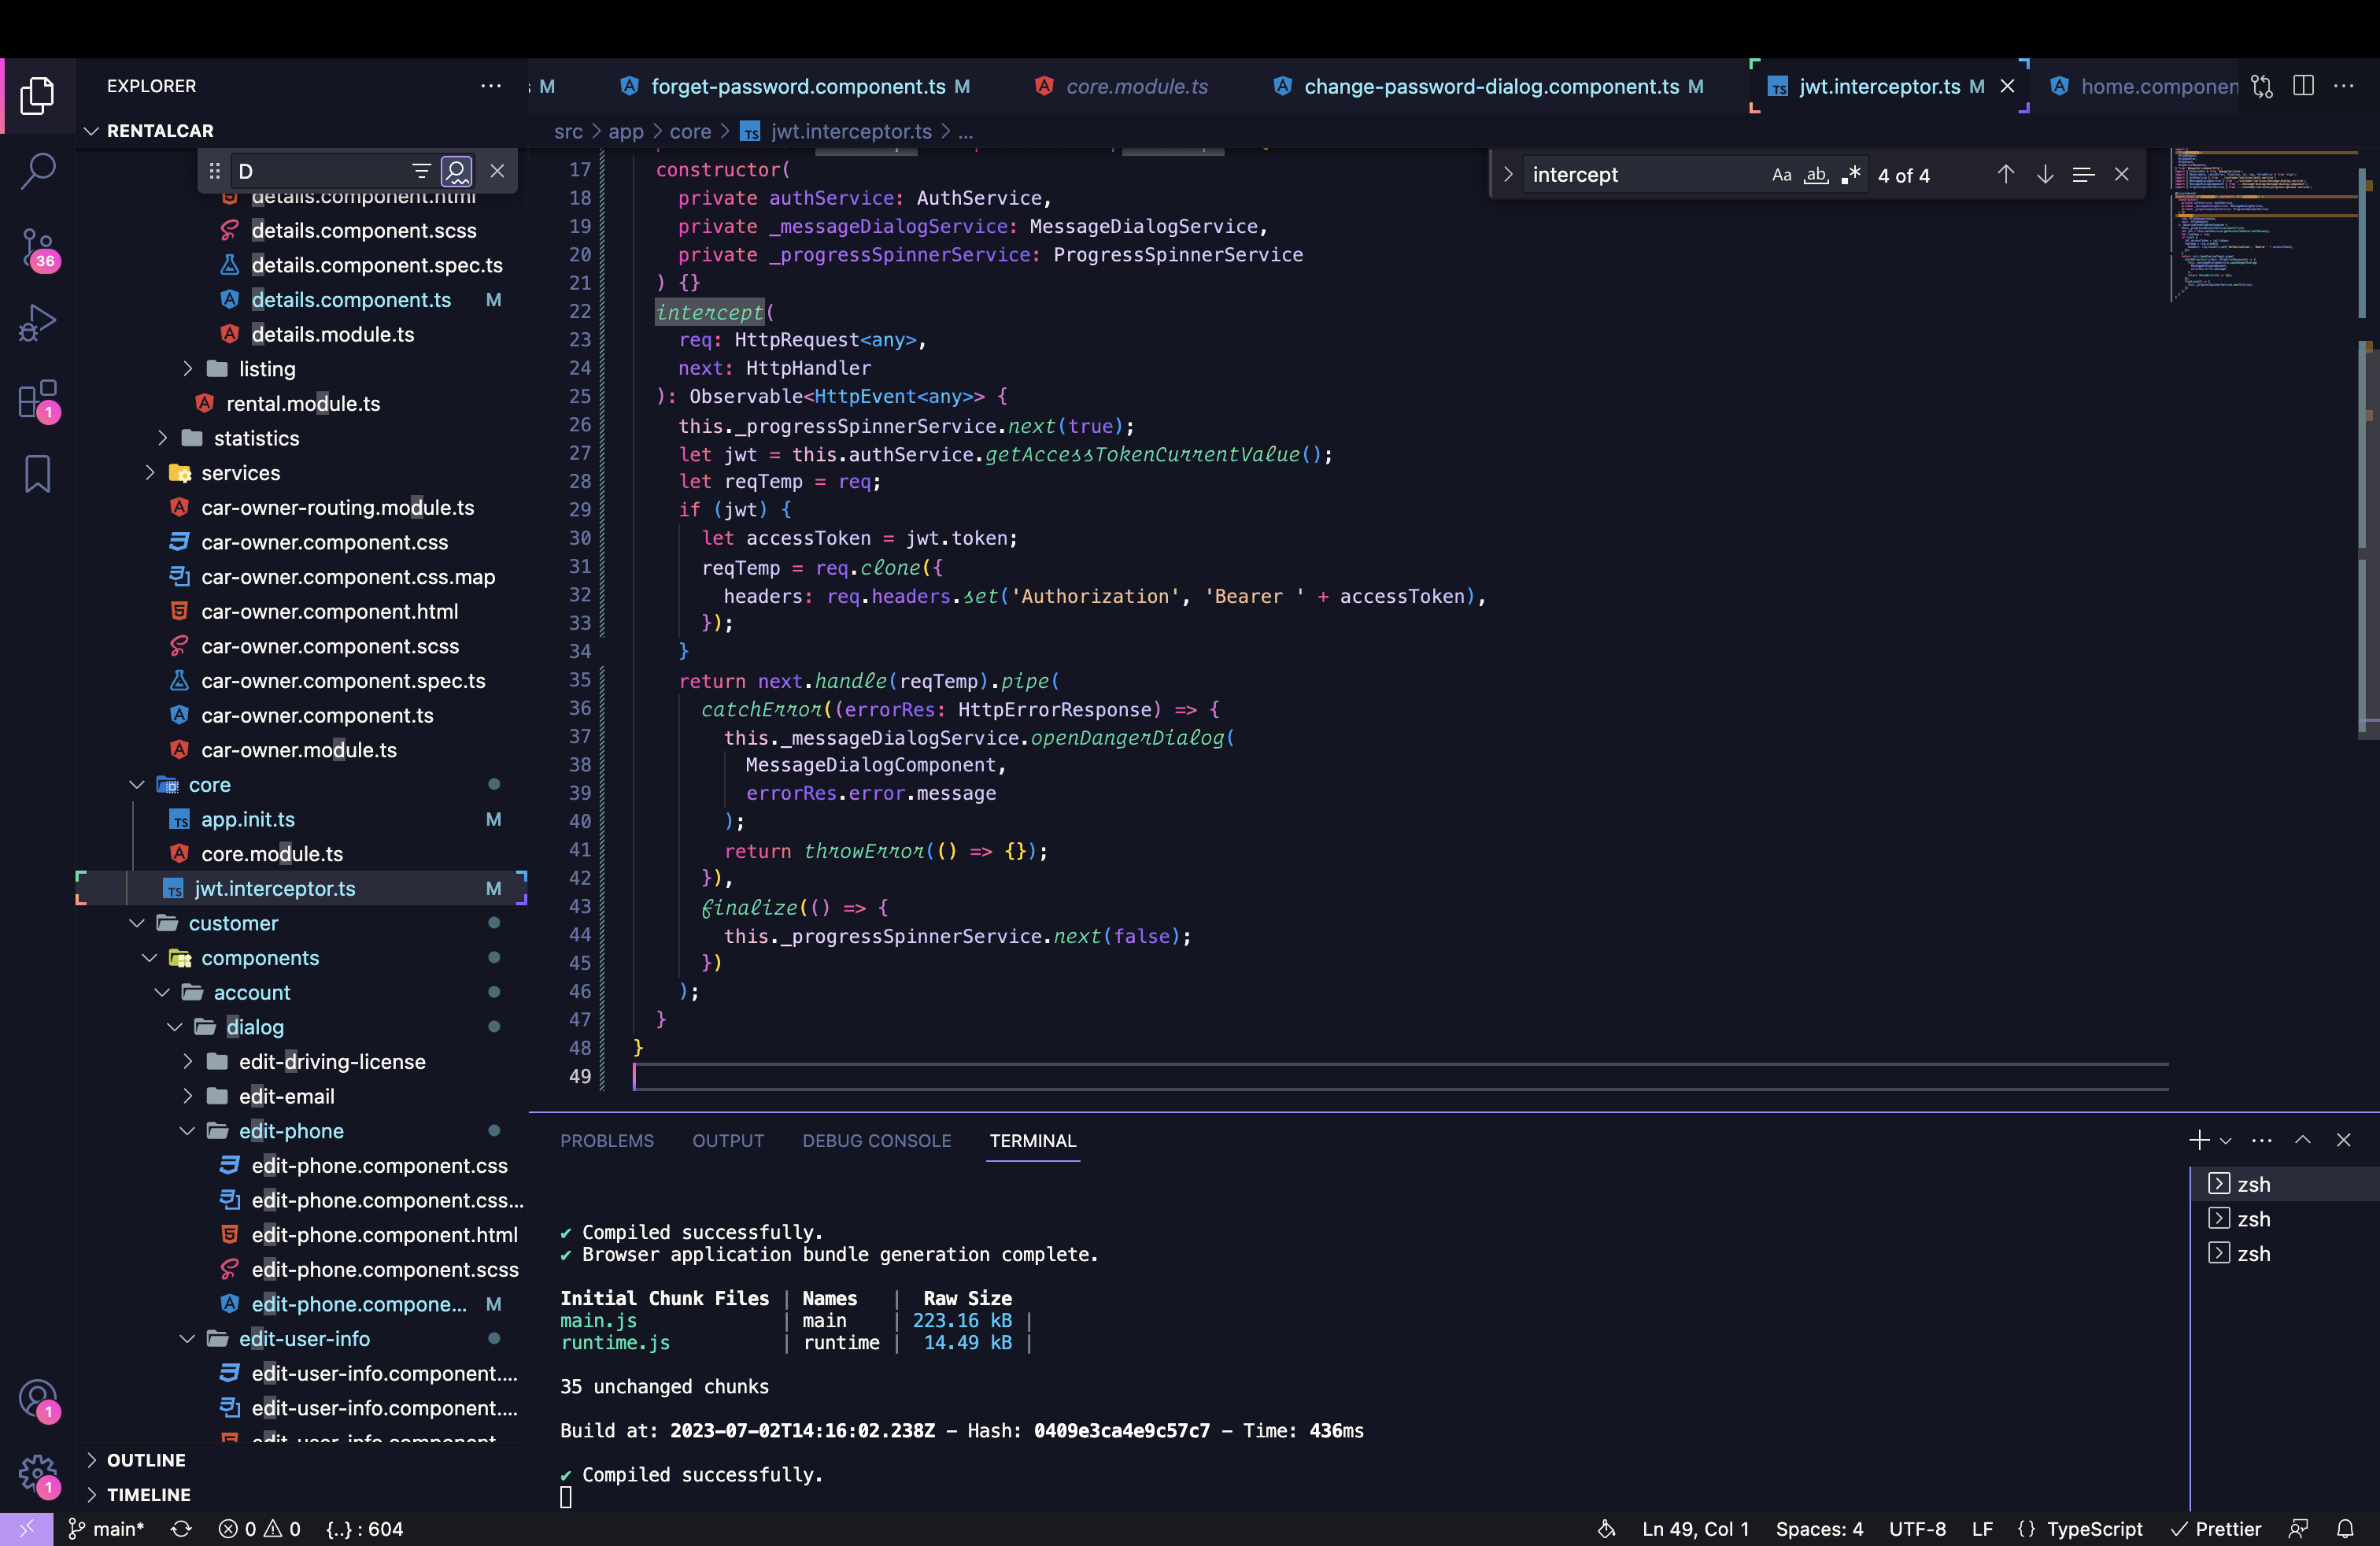 EXPLORER
RENTALCAR
D
details.component.html
details.component.scss
details.component.spec.ts
details.component.ts M
details.module.ts
listing
rental.module.ts
statistics
services
car-owner-routing.module.ts
car-owner.component.css
car-owner.component.css.map
car-owner.component.html
car-owner.component.scss
car-owner.component.spec.ts
car-owner.component.ts
car-owner.module.ts
core
app.init.ts M
core.module.ts
jwt.interceptor.ts M
customer
components
account
dialog
edit-driving-license
edit-email
edit-phone
edit-phone.component.css
edit-phone.component.css...
edit-phone.component.html
edit-phone.component.scss
edit-phone.compone... M
edit-user-info
edit-user-info.component....
edit-user-info.component....
edit-user-info.component
OUTLINE
TIMELINE
36
1
1
1
M forget-password.component.ts M core.module.ts change-password-dialog.component.ts M jwt.interceptor.ts M home.componen
src > app > core > TS jwt.interceptor.ts > ...
intercept Aa ab .* 4 of 4
17 constructor(
18 private authService: AuthService,
19 private _messageDialogService: MessageDialogService,
20 private _progressSpinnerService: ProgressSpinnerService
21 ) {}
22 intercept(
23 req: HttpRequest<any>,
24 next: HttpHandler
25 ): Observable<HttpEvent<any>> {
26 this._progressSpinnerService.next(true);
27 let jwt = this.authService.getAccessTokenCurrentValue();
28 let reqTemp = req;
29 if (jwt) {
30 let accessToken = jwt.token;
31 reqTemp = req.clone({
32 headers: req.headers.set('Authorization', 'Bearer ' + accessToken),
33 });
34 }
35 return next.handle(reqTemp).pipe(
36 catchError((errorRes: HttpErrorResponse) => {
37 this._messageDialogService.openDangerDialog(
38 MessageDialogComponent,
39 errorRes.error.message
40 );
41 return throwError(() => {});
42 }),
43 finalize(() => {
44 this._progressSpinnerService.next(false);
45 })
46 );
47 }
48 }
49
PROBLEMS OUTPUT DEBUG CONSOLE TERMINAL
✔ Compiled successfully.
✔ Browser application bundle generation complete.
Initial Chunk Files | Names | Raw Size
main.js | main | 223.16 kB |
runtime.js | runtime | 14.49 kB |
35 unchanged chunks
Build at: 2023-07-02T14:16:02.238Z - Hash: 0409e3ca4e9c57c7 - Time: 436ms
✔ Compiled successfully.
zsh
zsh
zsh
main* 0 0 {..} : 604 Ln 49, Col 1 Spaces: 4 UTF-8 LF {} TypeScript Prettier